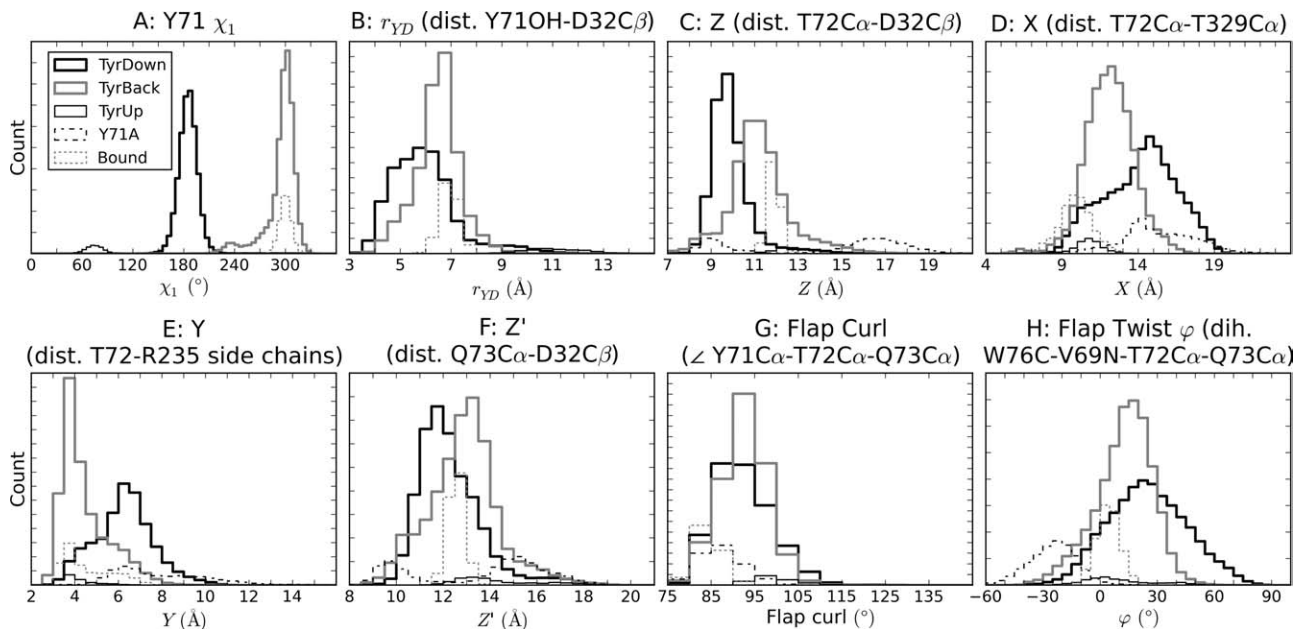 A: Y71 χ₁
B: r_YD (dist. Y71OH-D32Cβ)
C: Z (dist. T72Cα-D32Cβ)
D: X (dist. T72Cα-T329Cα)
TyrDown
TyrBack
TyrUp
Y71A
Bound
Count
0 60 120 180 240 300
χ₁ (°)
3 5 7 9 11 13
r_YD (Å)
7 9 11 13 15 17 19
Z (Å)
4 9 14 19
X (Å)
E: Y
(dist. T72-R235 side chains)
F: Z'
(dist. Q73Cα-D32Cβ)
G: Flap Curl
(∠ Y71Cα-T72Cα-Q73Cα)
H: Flap Twist φ (dih.
W76C-V69N-T72Cα-Q73Cα)
Count
2 4 6 8 10 12 14
Y (Å)
10 12 14 16 18 20
Z' (Å)
75 85 95 105 115 125 135
Flap curl (°)
−60 −30 0 30 60 90
φ (°)